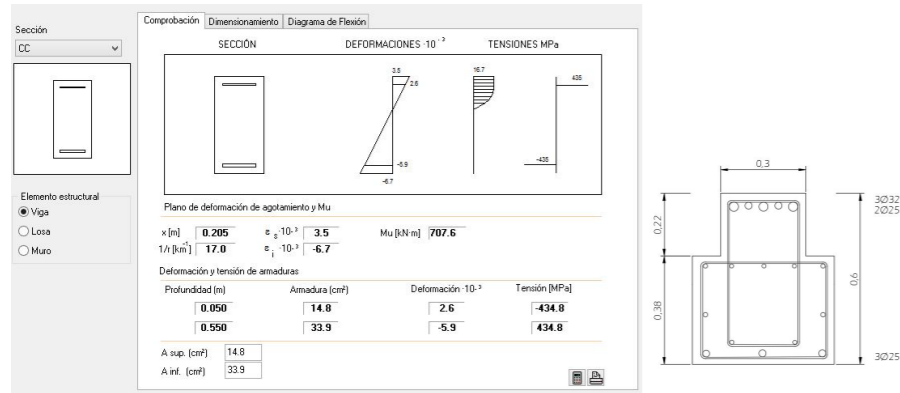 Sección
CC
Elemento estructural
Viga
Losa
Muro
Comprobación Dimensionamiento Diagrama de Flexión
SECCIÓN DEFORMACIONES ·10⁻³ TENSIONES MPa
3.5
2.6
-5.9
-6.7
16.7
435
-435
Plano de deformación de agotamiento y Mu
x [m] 0.205 ε s ·10-³ 3.5 Mu [kN·m] 707.6
1/r [km⁻¹] 17.0 ε i ·10-³ -6.7
Deformación y tensión de armaduras
Profundidad (m) Armadura (cm²) Deformación ·10-³ Tensión [MPa]
0.050 14.8 2.6 -434.8
0.550 33.9 -5.9 434.8
A sup. (cm²) 14.8
A inf. (cm²) 33.9
0,3
0,22
0,38
0,6
3Ø32
2Ø25
3Ø25